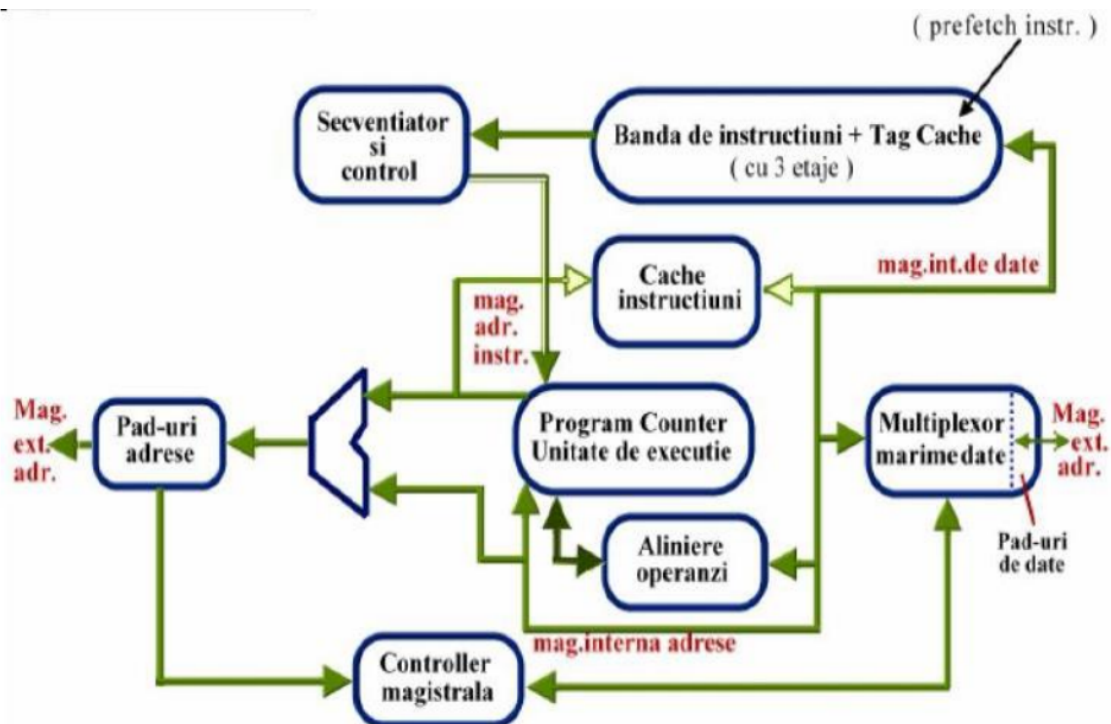 ( prefetch instr. )
Secventiator
si
control
Banda de instructiuni + Tag Cache
( cu 3 etaje )
Cache
instructiuni
mag.int.de date
mag.
adr.
instr.
Mag.
ext.
adr.
Pad-uri
adrese
Program Counter
Unitate de executie
Multiplexor
marime date
Mag.
ext.
adr.
Aliniere
operanzi
Pad-uri
de date
mag.interna adrese
Controller
magistrala